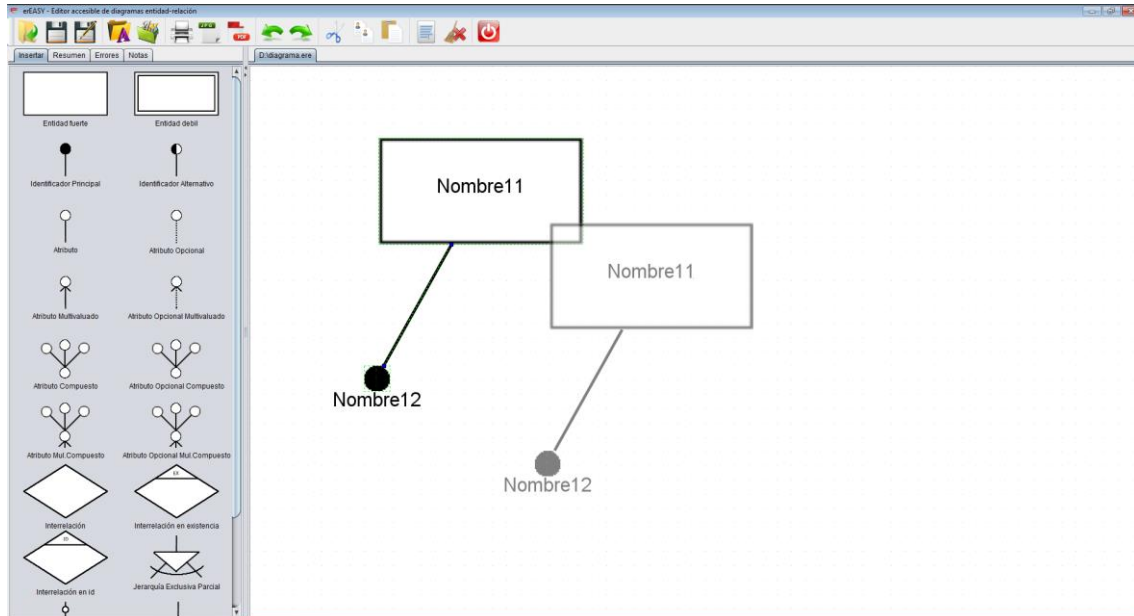 erEASY - Editor accesible de diagramas entidad-relación
Insertar Resumen Errores Notas
D:\diagrama.ere
Entidad fuerte Entidad debil
Identificador Principal Identificador Alternativo
Atributo Atributo Opcional
Atributo Multivaluado Atributo Opcional Multivaluado
Atributo Compuesto Atributo Opcional Compuesto
Atributo Mul.Compuesto Atributo Opcional Mul.Compuesto
EX
Interrelación Interrelación en existencia
ID
Interrelación en id Jerarquía Exclusiva Parcial
Nombre11
Nombre12
Nombre11
Nombre12